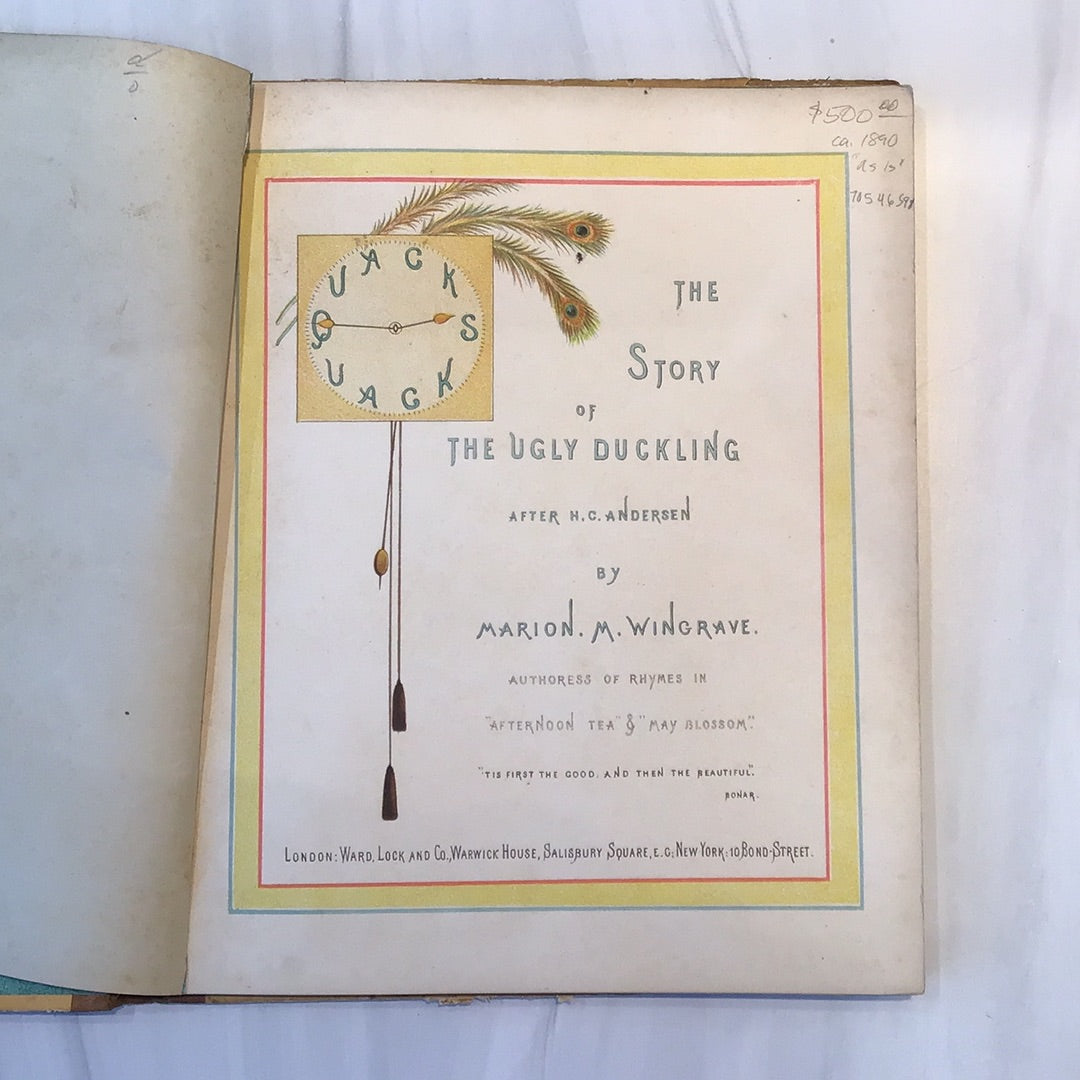 a
$500 00
ca. 1890
"as is"
QUACKS
QUACK
THE
STORY
OF
THE UGLY DUCKLING
AFTER H. C. ANDERSEN
BY
MARION. M. WINGRAVE.
AUTHORESS OF RHYMES IN
"AFTERNOON TEA" & "MAY BLOSSOM".
"'TIS FIRST THE GOOD, AND THEN THE BEAUTIFUL".
BONAR.
LONDON: WARD, LOCK AND CO., WARWICK HOUSE, SALISBURY SQUARE, E.C; NEW YORK: 10 BOND-STREET.